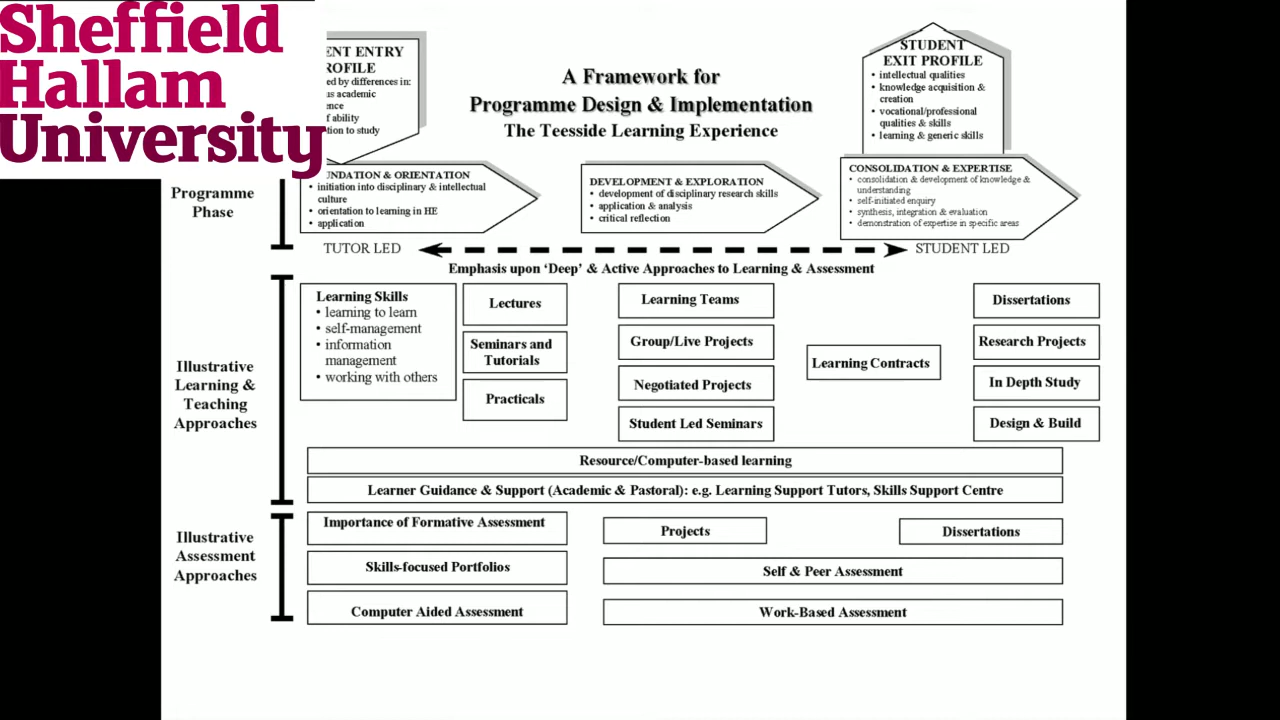 Sheffield
Hallam
University
ENT ENTRY
ROFILE
ed by differences in:
us academic
ence
f ability
tion to study
A Framework for
Programme Design & Implementation
The Teesside Learning Experience
STUDENT
EXIT PROFILE
• intellectual qualities
• knowledge acquisition &
creation
• vocational/professional
qualities & skills
• learning & generic skills
Programme
Phase
UNDATION & ORIENTATION
• initiation into disciplinary & intellectual
culture
• orientation to learning in HE
• application
DEVELOPMENT & EXPLORATION
• development of disciplinary research skills
• application & analysis
• critical reflection
CONSOLIDATION & EXPERTISE
• consolidation & development of knowledge &
understanding
• self-initiated enquiry
• synthesis, integration & evaluation
• demonstration of expertise in specific areas
TUTOR LED
STUDENT LED
Emphasis upon ‘Deep’ & Active Approaches to Learning & Assessment
Illustrative
Learning &
Teaching
Approaches
Learning Skills
• learning to learn
• self-management
• information
management
• working with others
Lectures
Seminars and
Tutorials
Practicals
Learning Teams
Group/Live Projects
Negotiated Projects
Student Led Seminars
Learning Contracts
Dissertations
Research Projects
In Depth Study
Design & Build
Resource/Computer-based learning
Learner Guidance & Support (Academic & Pastoral): e.g. Learning Support Tutors, Skills Support Centre
Illustrative
Assessment
Approaches
Importance of Formative Assessment
Skills-focused Portfolios
Computer Aided Assessment
Projects
Dissertations
Self & Peer Assessment
Work-Based Assessment